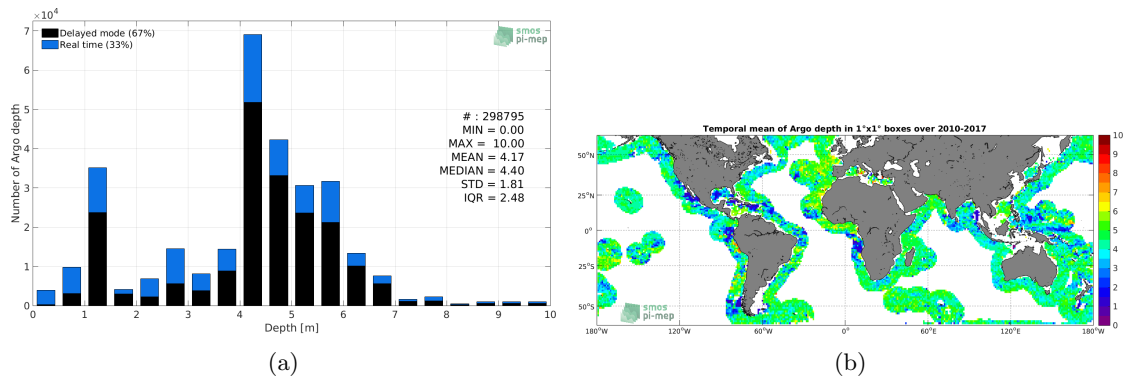 ×10⁴
7
6
5
4
3
2
1
0
Number of Argo depth
Delayed mode (67%)
Real time (33%)
smos
pi-mep
# : 298795
MIN = 0.00
MAX = 10.00
MEAN = 4.17
MEDIAN = 4.40
STD = 1.81
IQR = 2.48
0 1 2 3 4 5 6 7 8 9 10
Depth [m]
(a)
Temporal mean of Argo depth in 1°x1° boxes over 2010-2017
50°N
25°N
0°
25°S
50°S
smos
pi-mep
180°W 120°W 60°W 0° 60°E 120°E 180°E
10
9
8
7
6
5
4
3
2
1
0
(b)